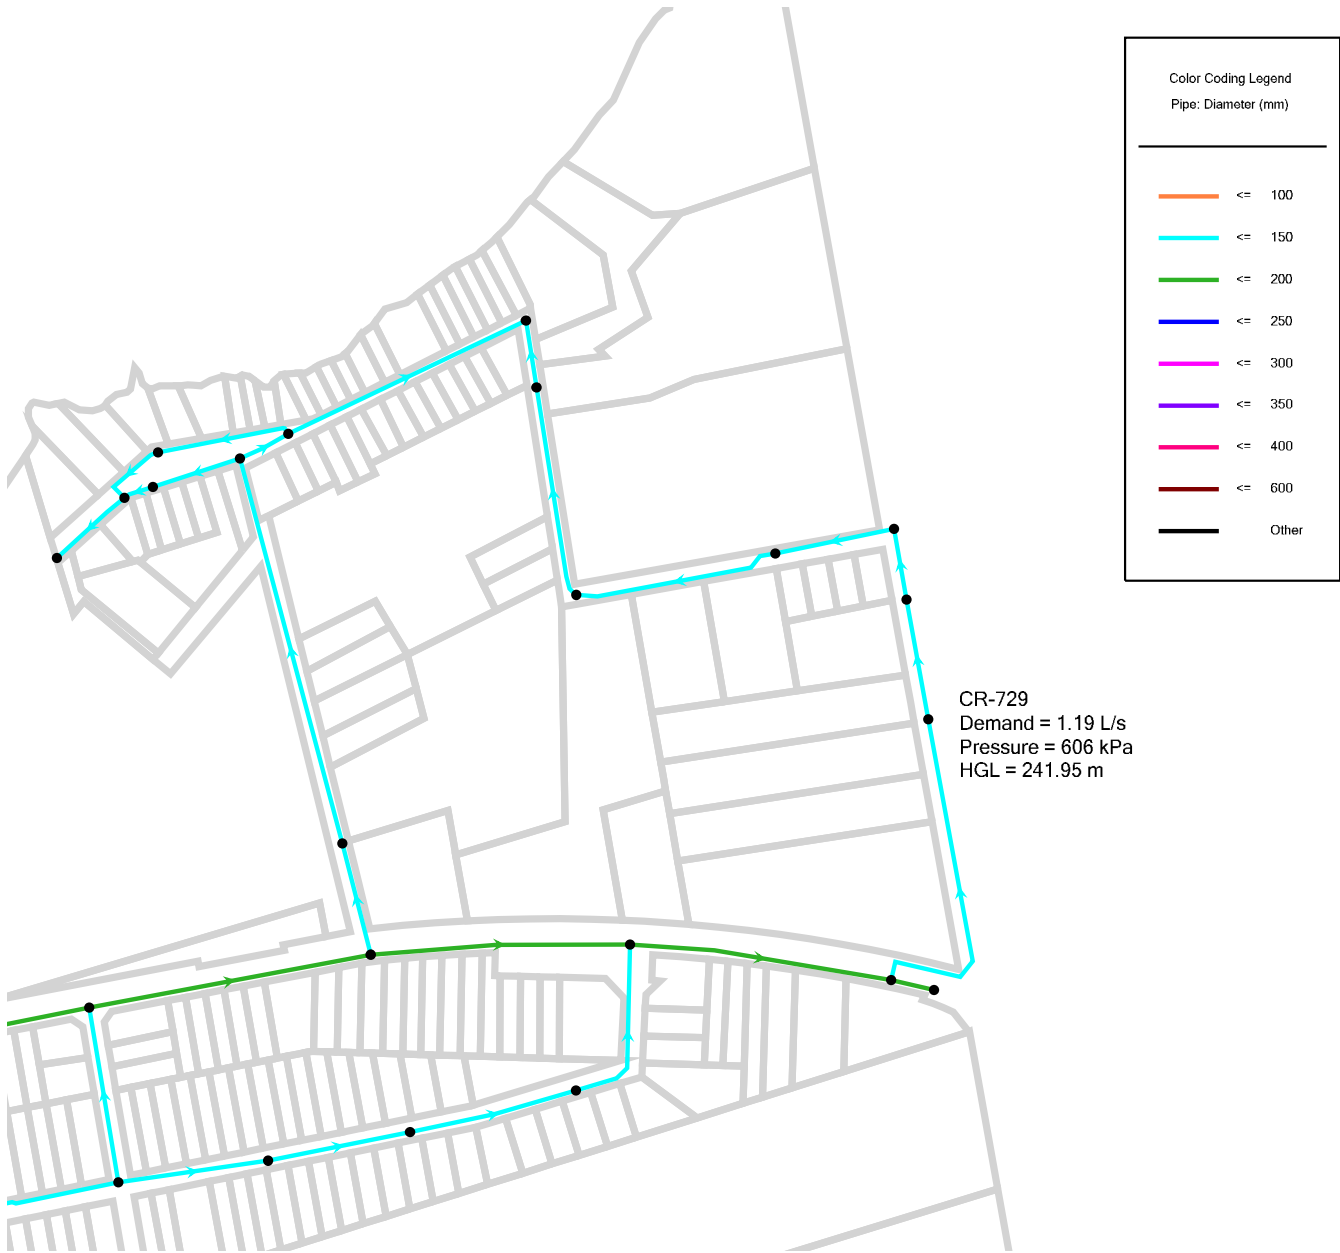 Color Coding Legend
Pipe: Diameter (mm)
<= 100
<= 150
<= 200
<= 250
<= 300
<= 350
<= 400
<= 600
Other
CR-729
Demand = 1.19 L/s
Pressure = 606 kPa
HGL = 241.95 m